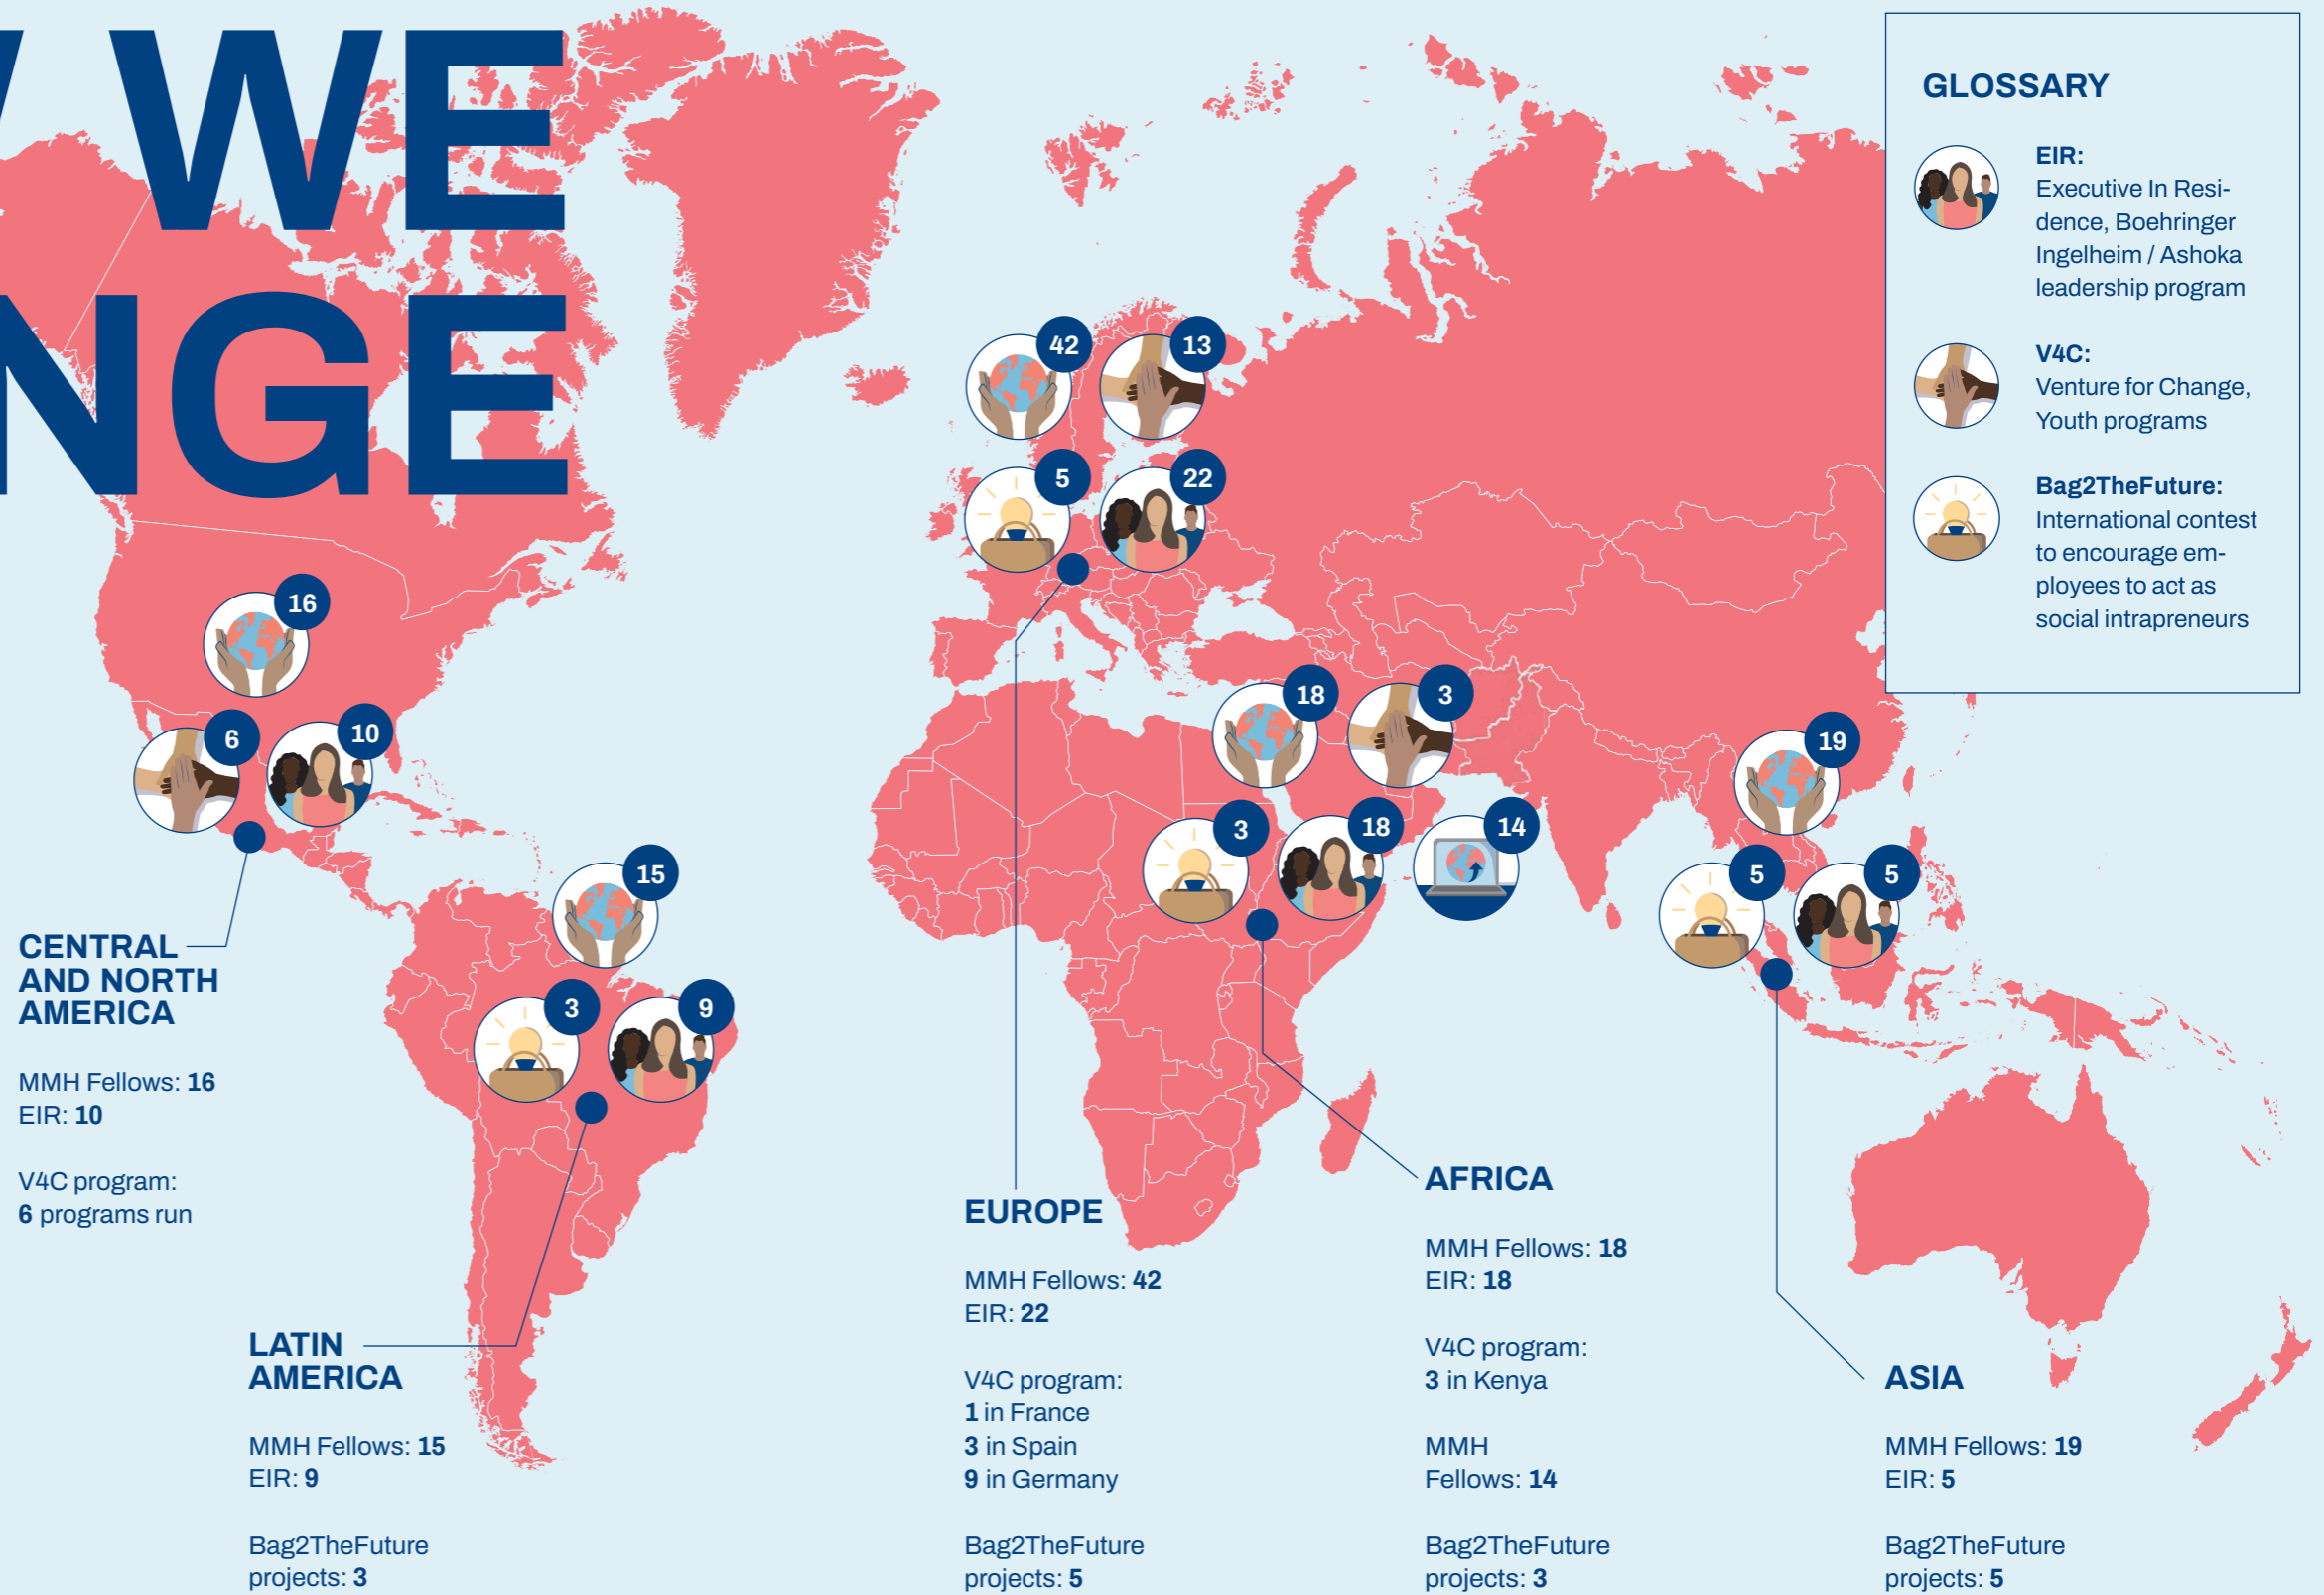 WE
NGE
GLOSSARY
EIR:
Executive In Resi-
dence, Boehringer
Ingelheim / Ashoka
leadership program
V4C:
Venture for Change,
Youth programs
Bag2TheFuture:
International contest
to encourage em-
ployees to act as
social intrapreneurs
42
13
5
22
16
6
10
18
3
3
18
14
19
5
5
15
3
9
CENTRAL
AND NORTH
AMERICA
MMH Fellows: 16
EIR: 10
V4C program:
6 programs run
LATIN
AMERICA
MMH Fellows: 15
EIR: 9
Bag2TheFuture
projects: 3
EUROPE
MMH Fellows: 42
EIR: 22
V4C program:
1 in France
3 in Spain
9 in Germany
Bag2TheFuture
projects: 5
AFRICA
MMH Fellows: 18
EIR: 18
V4C program:
3 in Kenya
MMH
Fellows: 14
Bag2TheFuture
projects: 3
ASIA
MMH Fellows: 19
EIR: 5
Bag2TheFuture
projects: 5